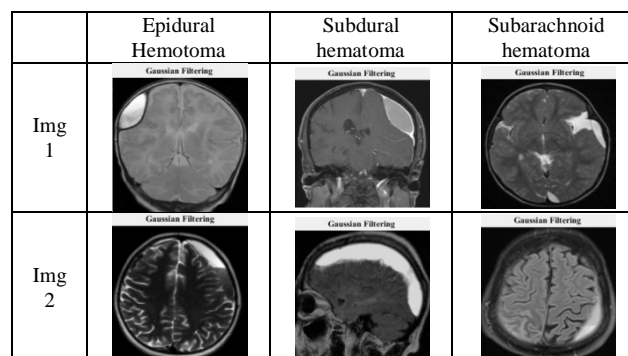 Epidural
Hemotoma
Subdural
hematoma
Subarachnoid
hematoma
Img
1
Gaussian Filtering
Gaussian Filtering
Gaussian Filtering
Img
2
Gaussian Filtering
Gaussian Filtering
Gaussian Filtering